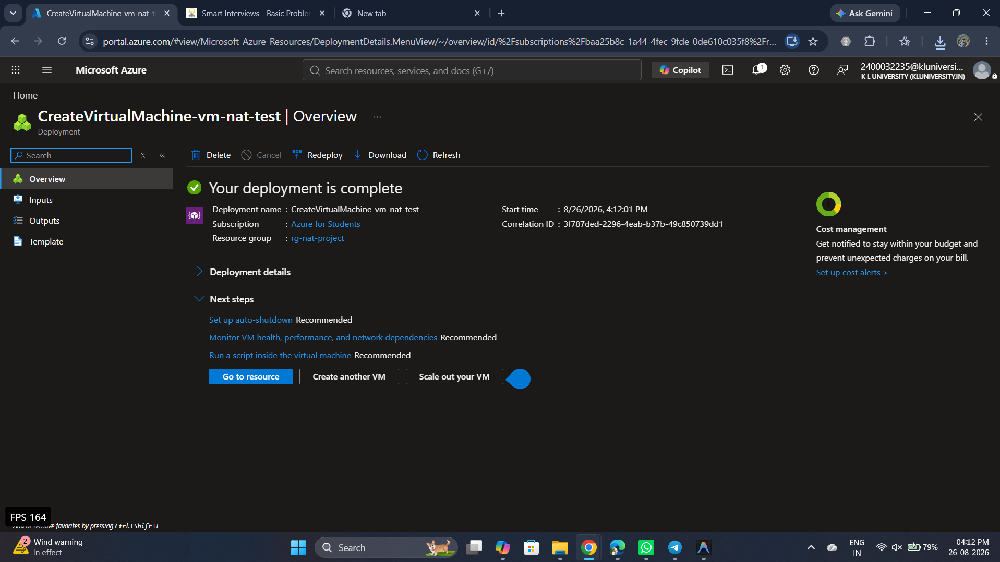 CreateVirtualMachine-vm-nat-t
Smart Interviews - Basic Probler
New tab
Ask Gemini
portal.azure.com/#view/Microsoft_Azure_Resources/DeploymentDetails.MenuView/~/overview/id/%2Fsubscriptions%2Fbaa25b8c-1a44-4fec-9fde-0de610c035f8%2Fr...
Microsoft Azure
Search resources, services, and docs (G+/)
Copilot
1
2400032235@kluniversi...
K L UNIVERSITY (KLUNIVERSITY.IN)
Home
CreateVirtualMachine-vm-nat-test | Overview ...
Deployment
Search
Delete
Cancel
Redeploy
Download
Refresh
Overview
Inputs
Outputs
Template
Your deployment is complete
Deployment name : CreateVirtualMachine-vm-nat-test
Subscription : Azure for Students
Resource group : rg-nat-project
Start time : 8/26/2026, 4:12:01 PM
Correlation ID : 3f787ded-2296-4eab-b37b-49c850739dd1
Deployment details
Next steps
Set up auto-shutdown Recommended
Monitor VM health, performance, and network dependencies Recommended
Run a script inside the virtual machine Recommended
Go to resource
Create another VM
Scale out your VM
Cost management
Get notified to stay within your budget and
prevent unexpected charges on your bill.
Set up cost alerts >
FPS 164
Add or remove favorites by pressing Ctrl+Shift+F
2
Wind warning
In effect
Search
ENG
IN
79%
04:12 PM
26-08-2026